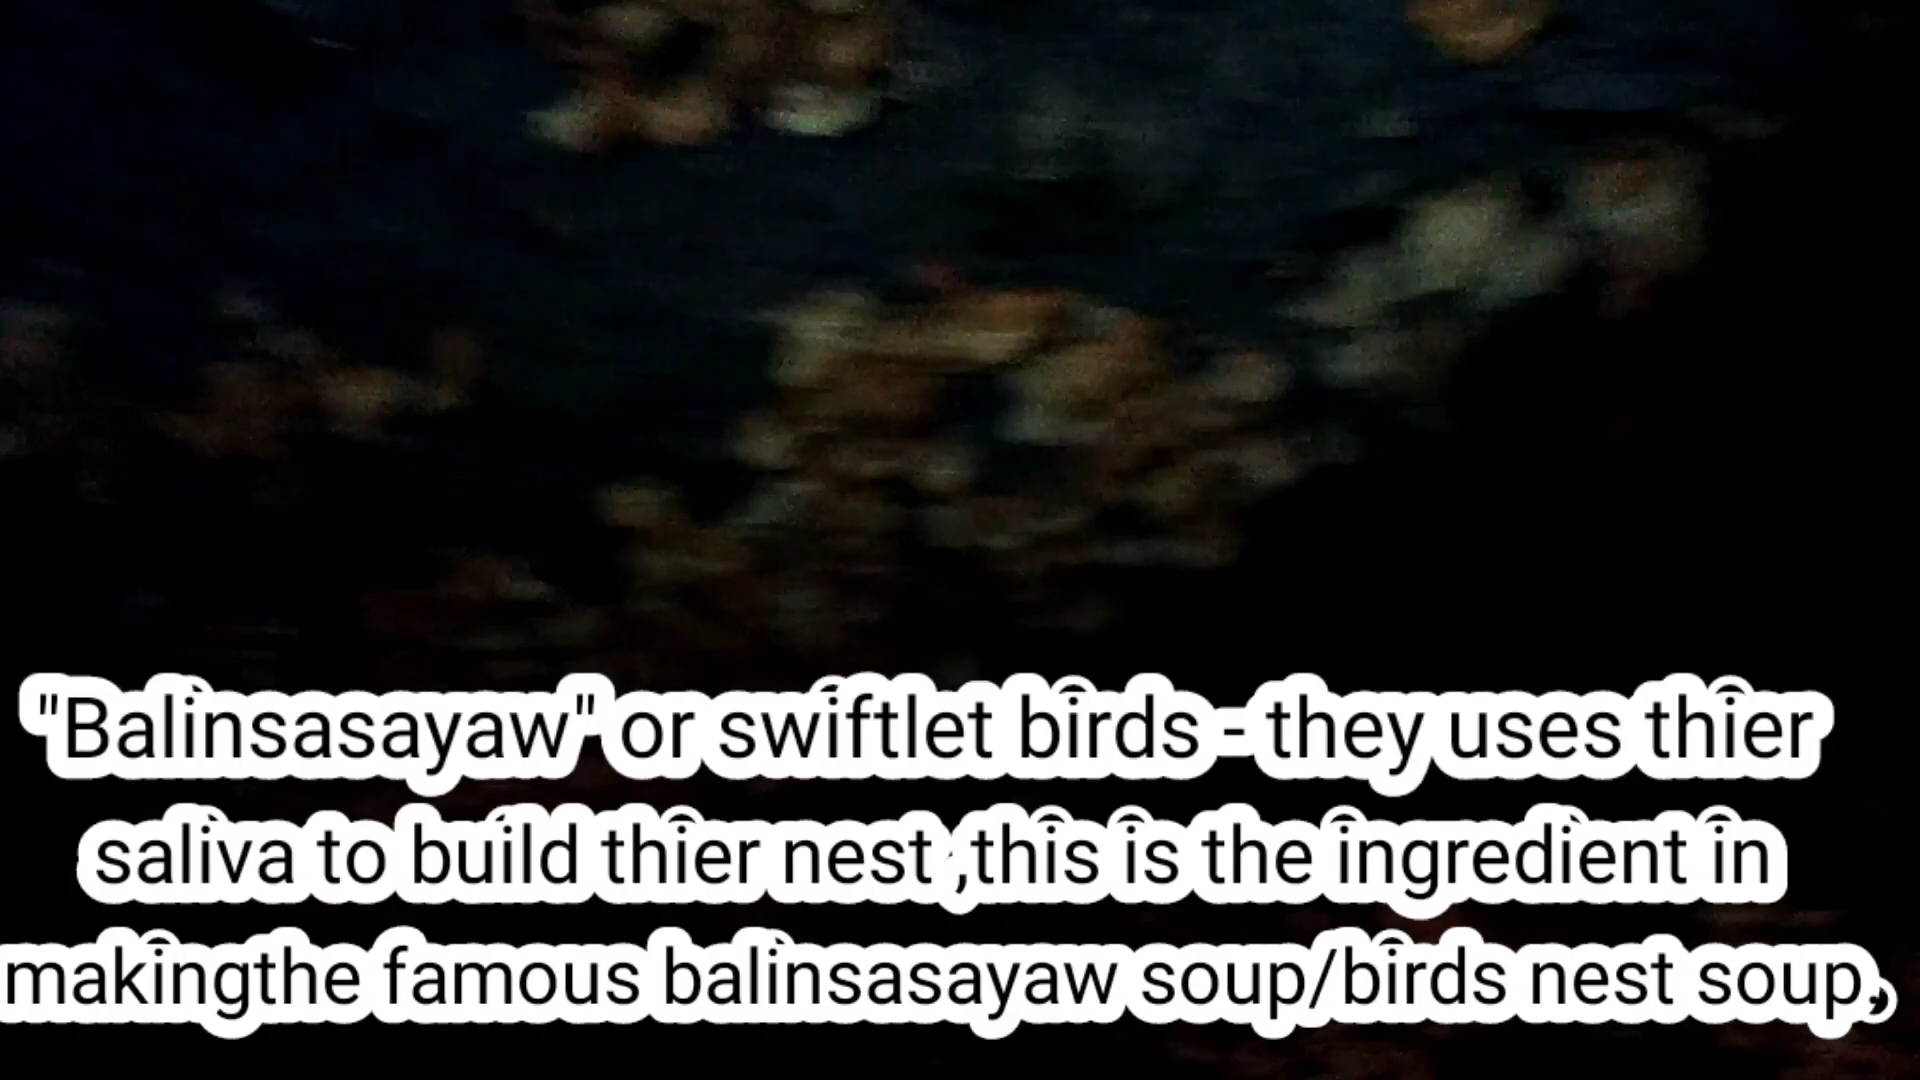 "Balinsasayaw" or swiftlet birds - they uses thier
saliva to build thier nest ,this is the ingredient in
makingthe famous balinsasayaw soup/birds nest soup,